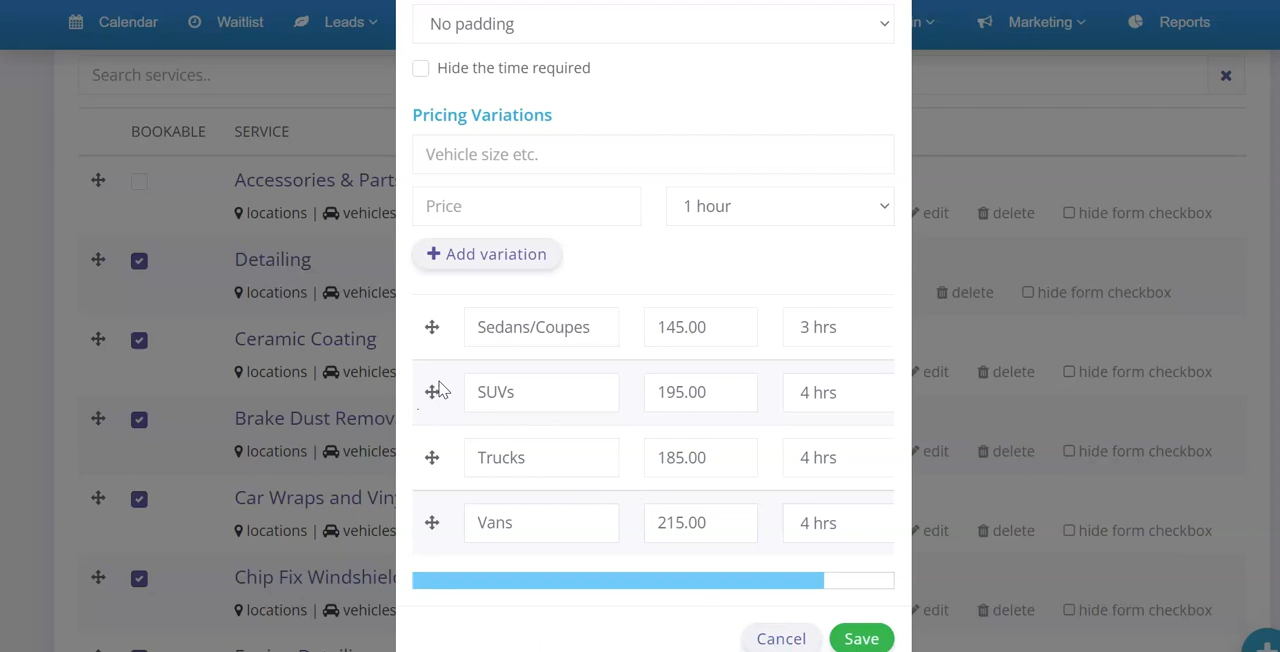 Calendar Waitlist Leads n Marketing Reports
No padding
Search services..
Hide the time required
Pricing Variations
BOOKABLE SERVICE
Vehicle size etc.
Accessories & Part
locations | vehicles
Price 1 hour
edit delete hide form checkbox
Add variation
Detailing
locations | vehicles
delete hide form checkbox
Sedans/Coupes 145.00 3 hrs
Ceramic Coating
locations | vehicles
edit delete hide form checkbox
SUVs 195.00 4 hrs
Brake Dust Remov
locations | vehicles
edit delete hide form checkbox
Trucks 185.00 4 hrs
Car Wraps and Viny
locations | vehicles
edit delete hide form checkbox
Vans 215.00 4 hrs
Chip Fix Windshiel
locations | vehicles
edit delete hide form checkbox
Cancel Save